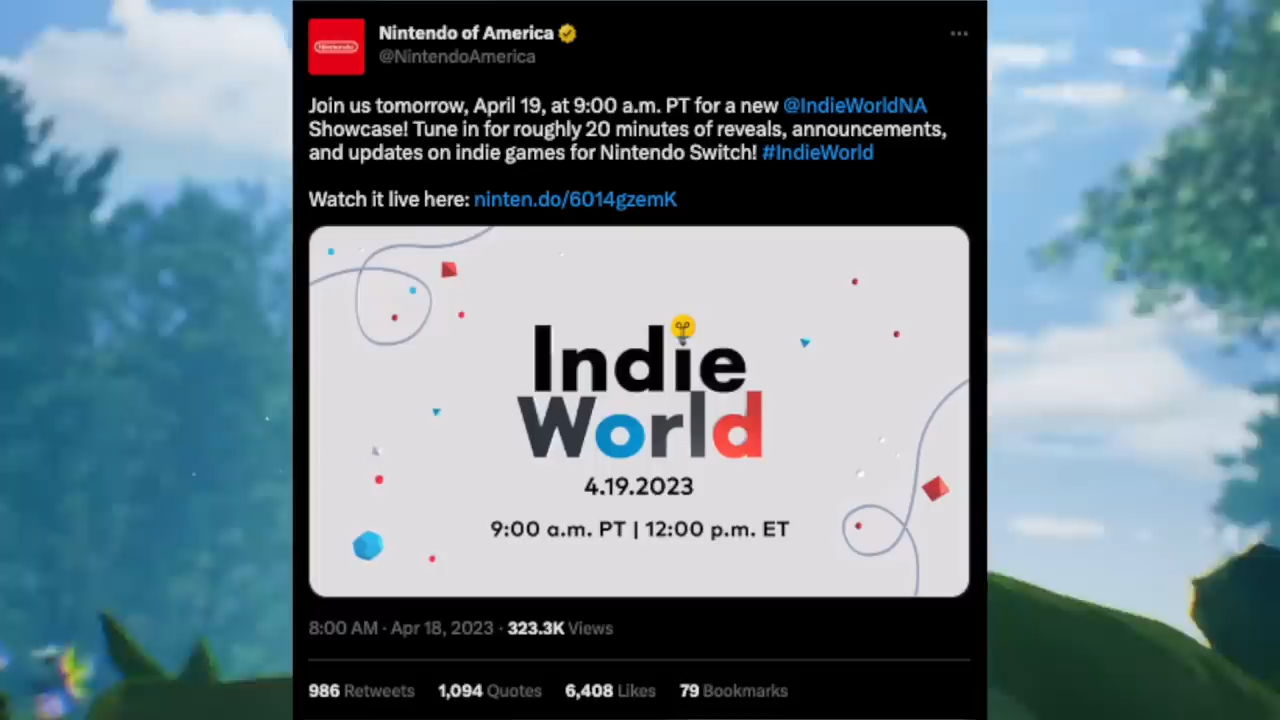 Nintendo
Nintendo of America
@NintendoAmerica
Join us tomorrow, April 19, at 9:00 a.m. PT for a new @IndieWorldNA
Showcase! Tune in for roughly 20 minutes of reveals, announcements,
and updates on indie games for Nintendo Switch! #IndieWorld
Watch it live here: ninten.do/6014gzemK
Indie
World
4.19.2023
9:00 a.m. PT | 12:00 p.m. ET
8:00 AM · Apr 18, 2023 · 323.3K Views
986 Retweets 1,094 Quotes 6,408 Likes 79 Bookmarks